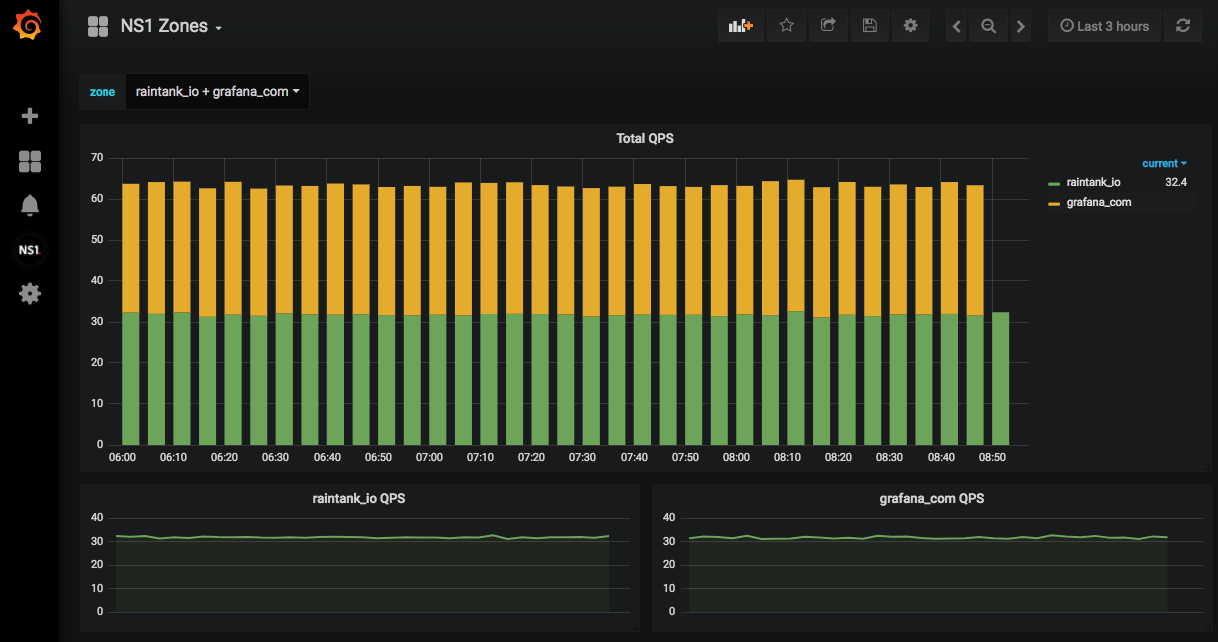 NS1 Zones
Last 3 hours
zone raintank_io + grafana_com
NS1.
Total QPS
70
60
50
40
30
20
10
0
06:00 06:10 06:20 06:30 06:40 06:50 07:00 07:10 07:20 07:30 07:40 07:50 08:00 08:10 08:20 08:30 08:40 08:50
current
raintank_io 32.4
grafana_com
raintank_io QPS
40
30
20
10
0
grafana_com QPS
40
30
20
10
0